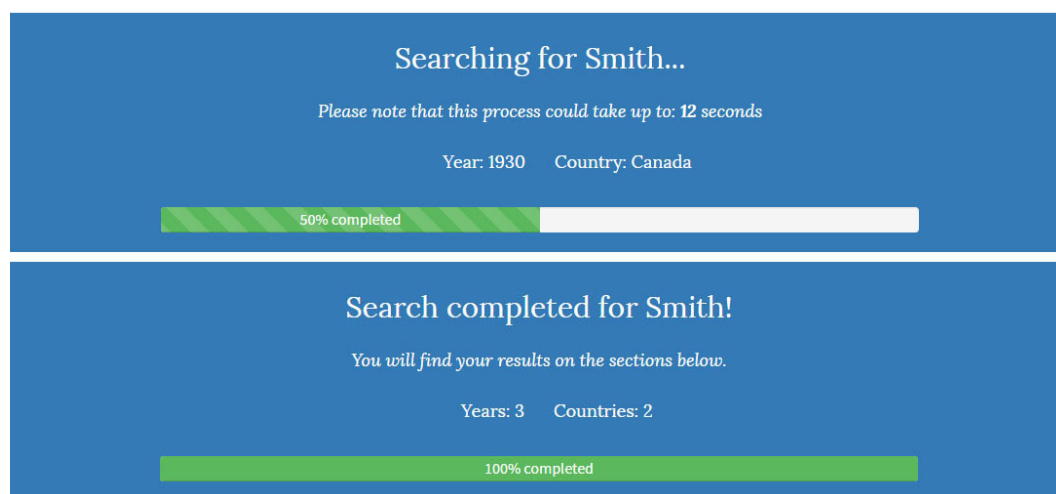 Searching for Smith...
Please note that this process could take up to: 12 seconds
Year: 1930 Country: Canada
50% completed
Search completed for Smith!
You will find your results on the sections below.
Years: 3 Countries: 2
100% completed